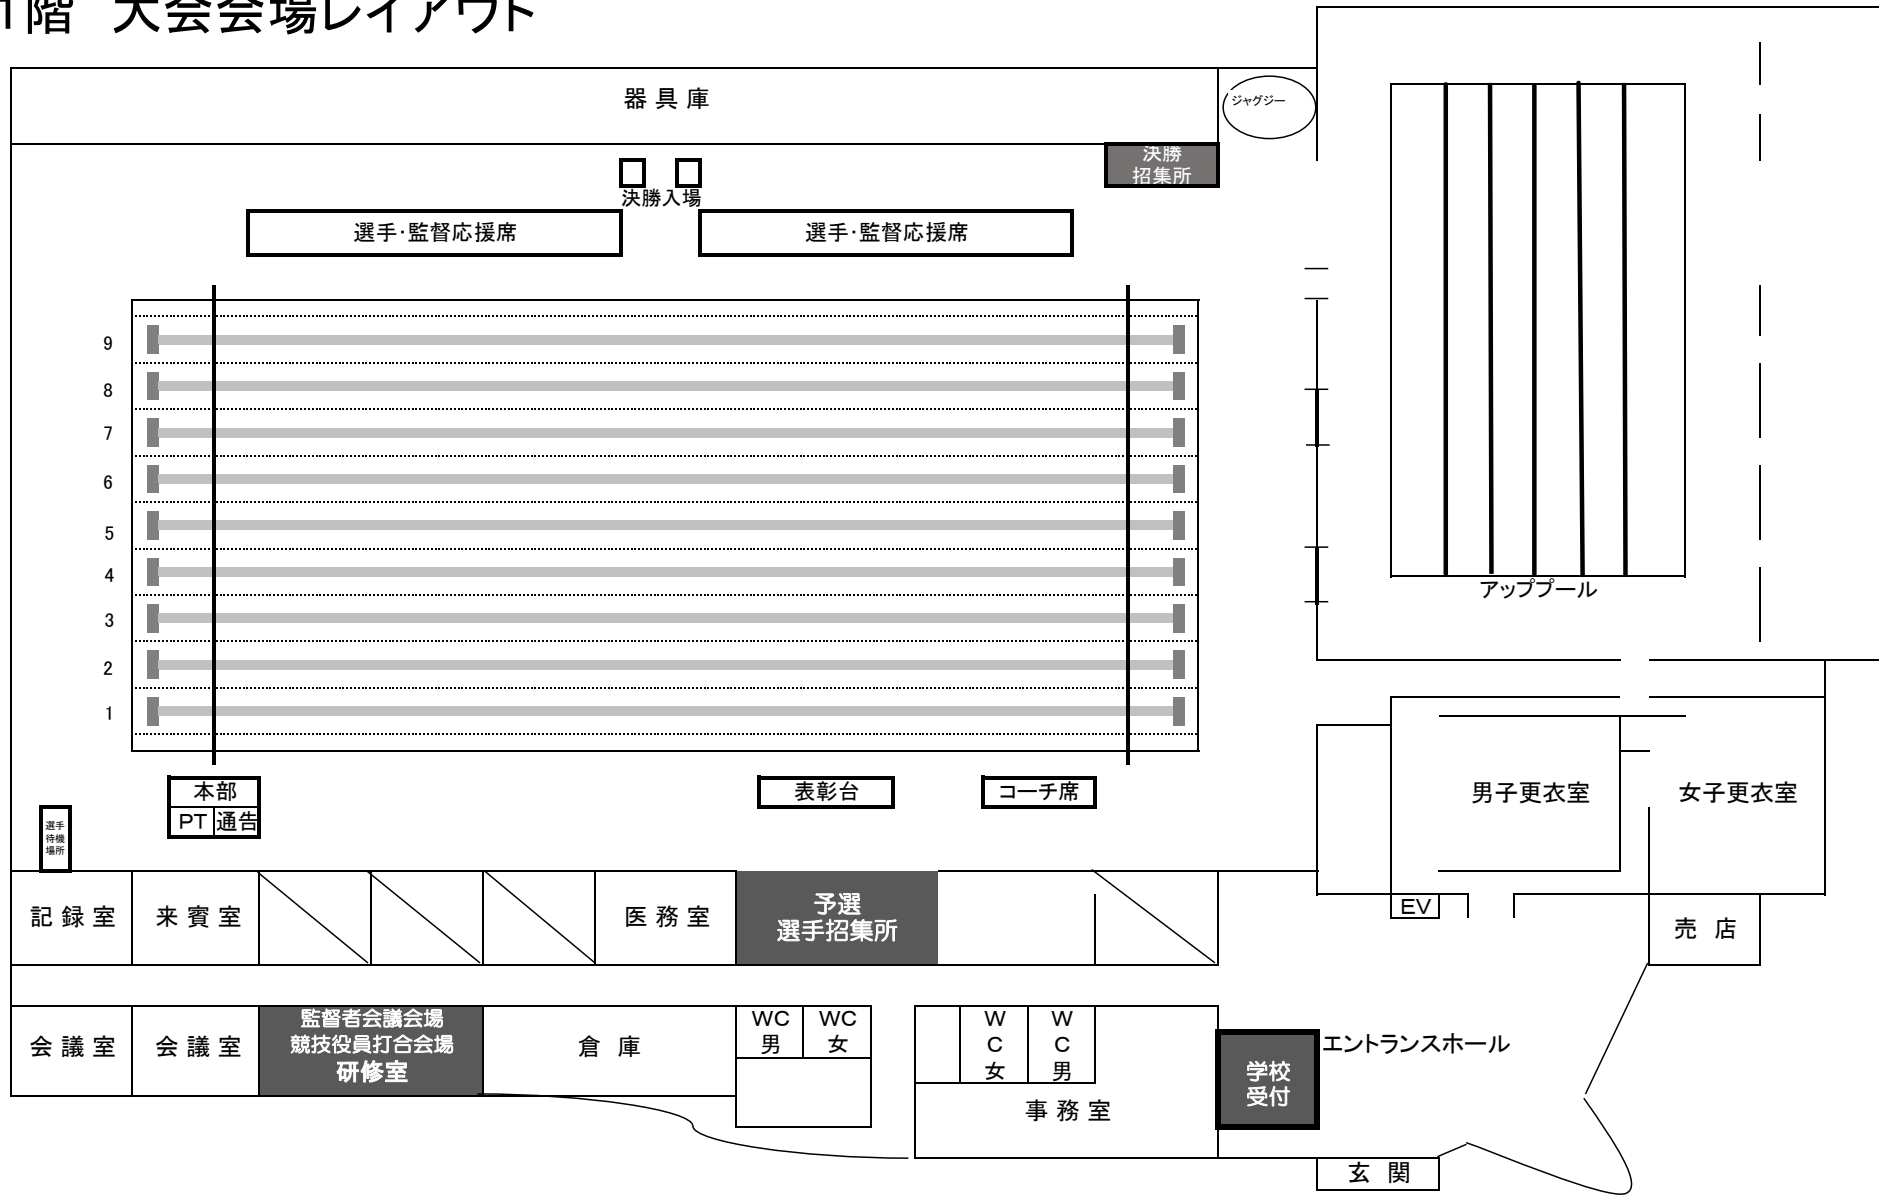 1階 大会会場レイアウト
器具庫
ジャグジー
決勝
招集所
決勝入場
選手・監督応援席
選手・監督応援席
9
8
7
6
5
4
3
2
1
アッププール
本部
PT 通告
表彰台
コーチ席
選手
待機
場所
男子更衣室
女子更衣室
記録室
来賓室
医務室
予選
選手招集所
EV
売店
会議室
会議室
監督者会議会場
競技役員打合会場
研修室
倉庫
WC
男
WC
女
W
C
女
W
C
男
事務室
学校
受付
エントランスホール
玄関